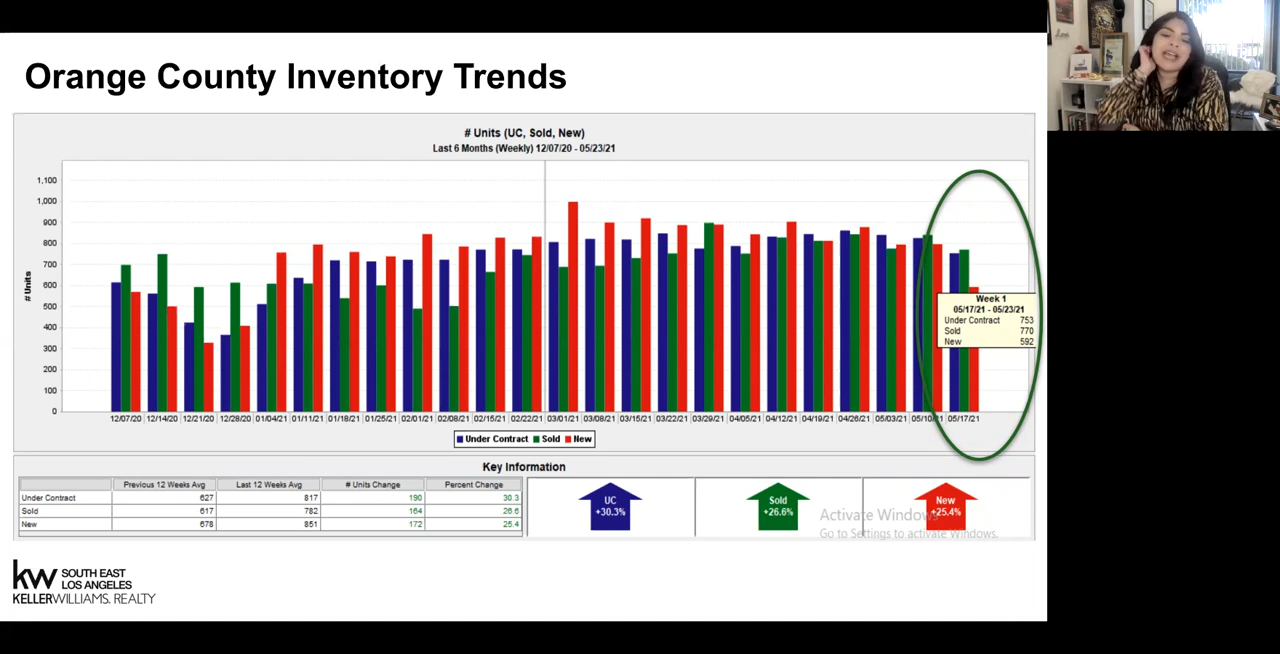 Orange County Inventory Trends
# Units (UC, Sold, New)
Last 6 Months (Weekly) 12/07/20 - 05/23/21
# Units
1,100
1,000
900
800
700
600
500
400
300
200
100
0
12/07/20 12/14/20 12/21/20 12/28/20 01/04/21 01/11/21 01/18/21 01/25/21 02/01/21 02/08/21 02/15/21 02/22/21 03/01/21 03/08/21 03/15/21 03/22/21 03/29/21 04/05/21 04/12/21 04/19/21 04/26/21 05/03/21 05/10/21 05/17/21
Week 1
05/17/21 - 05/23/21
Under Contract 753
Sold 770
New 592
Under Contract Sold New
Key Information
Previous 12 Weeks Avg Last 12 Weeks Avg # Units Change Percent Change
Under Contract 627 817 190 30.3
Sold 617 782 164 26.6
New 678 851 172 25.4
UC
+30.3%
Sold
+26.6%
New
+25.4%
Activate Windows
Go to Settings to activate Windows.
kw SOUTH EAST
LOS ANGELES
KELLERWILLIAMS. REALTY